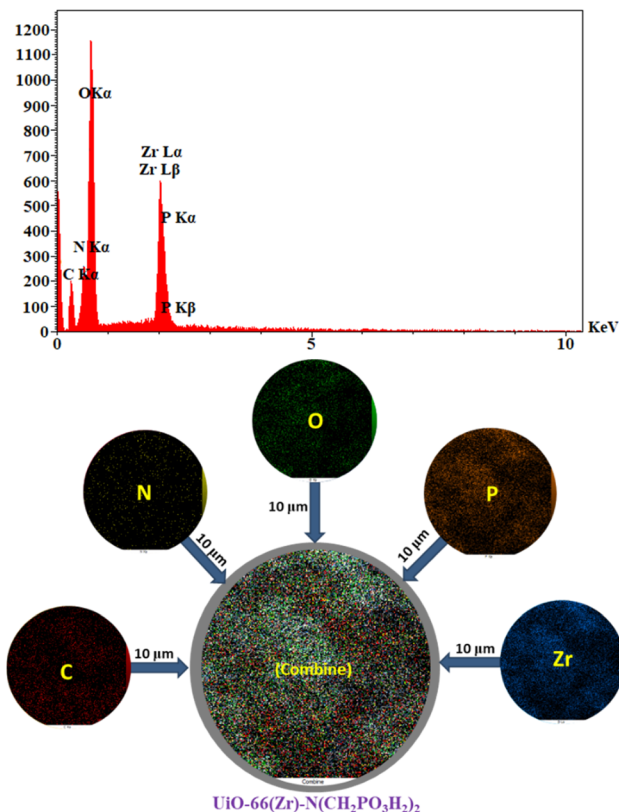 1200
1100
1000
900
800
700
600
500
400
300
200
100
0
OKα
Zr Lα
Zr Lβ
P Kα
N Kα
C Kα
P Kβ
0
5
10
KeV
O
N
P
10 µm
10 µm
10 µm
C
10 µm
(Combine)
10 µm
Zr
Combine
UiO-66(Zr)-N(CH₂PO₃H₂)₂